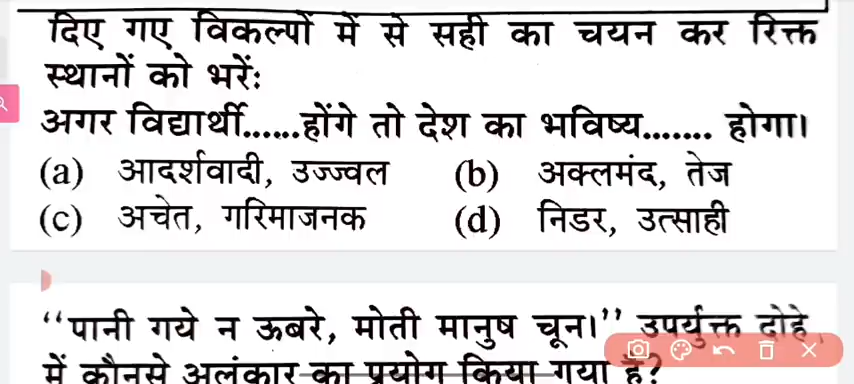 दिए गए विकल्पों में से सही का चयन कर रिक्त
स्थानों को भरेंः
अगर विद्यार्थी......होंगे तो देश का भविष्य....... होगा।
(a) आदर्शवादी, उज्ज्वल (b) अक्लमंद, तेज
(c) अचेत, गरिमाजनक (d) निडर, उत्साही
‘‘पानी गये न ऊबरे, मोती मानुष चून।’’ उपर्युक्त दोहे
में कौनसे अलंकार का प्रयोग किया गया है?